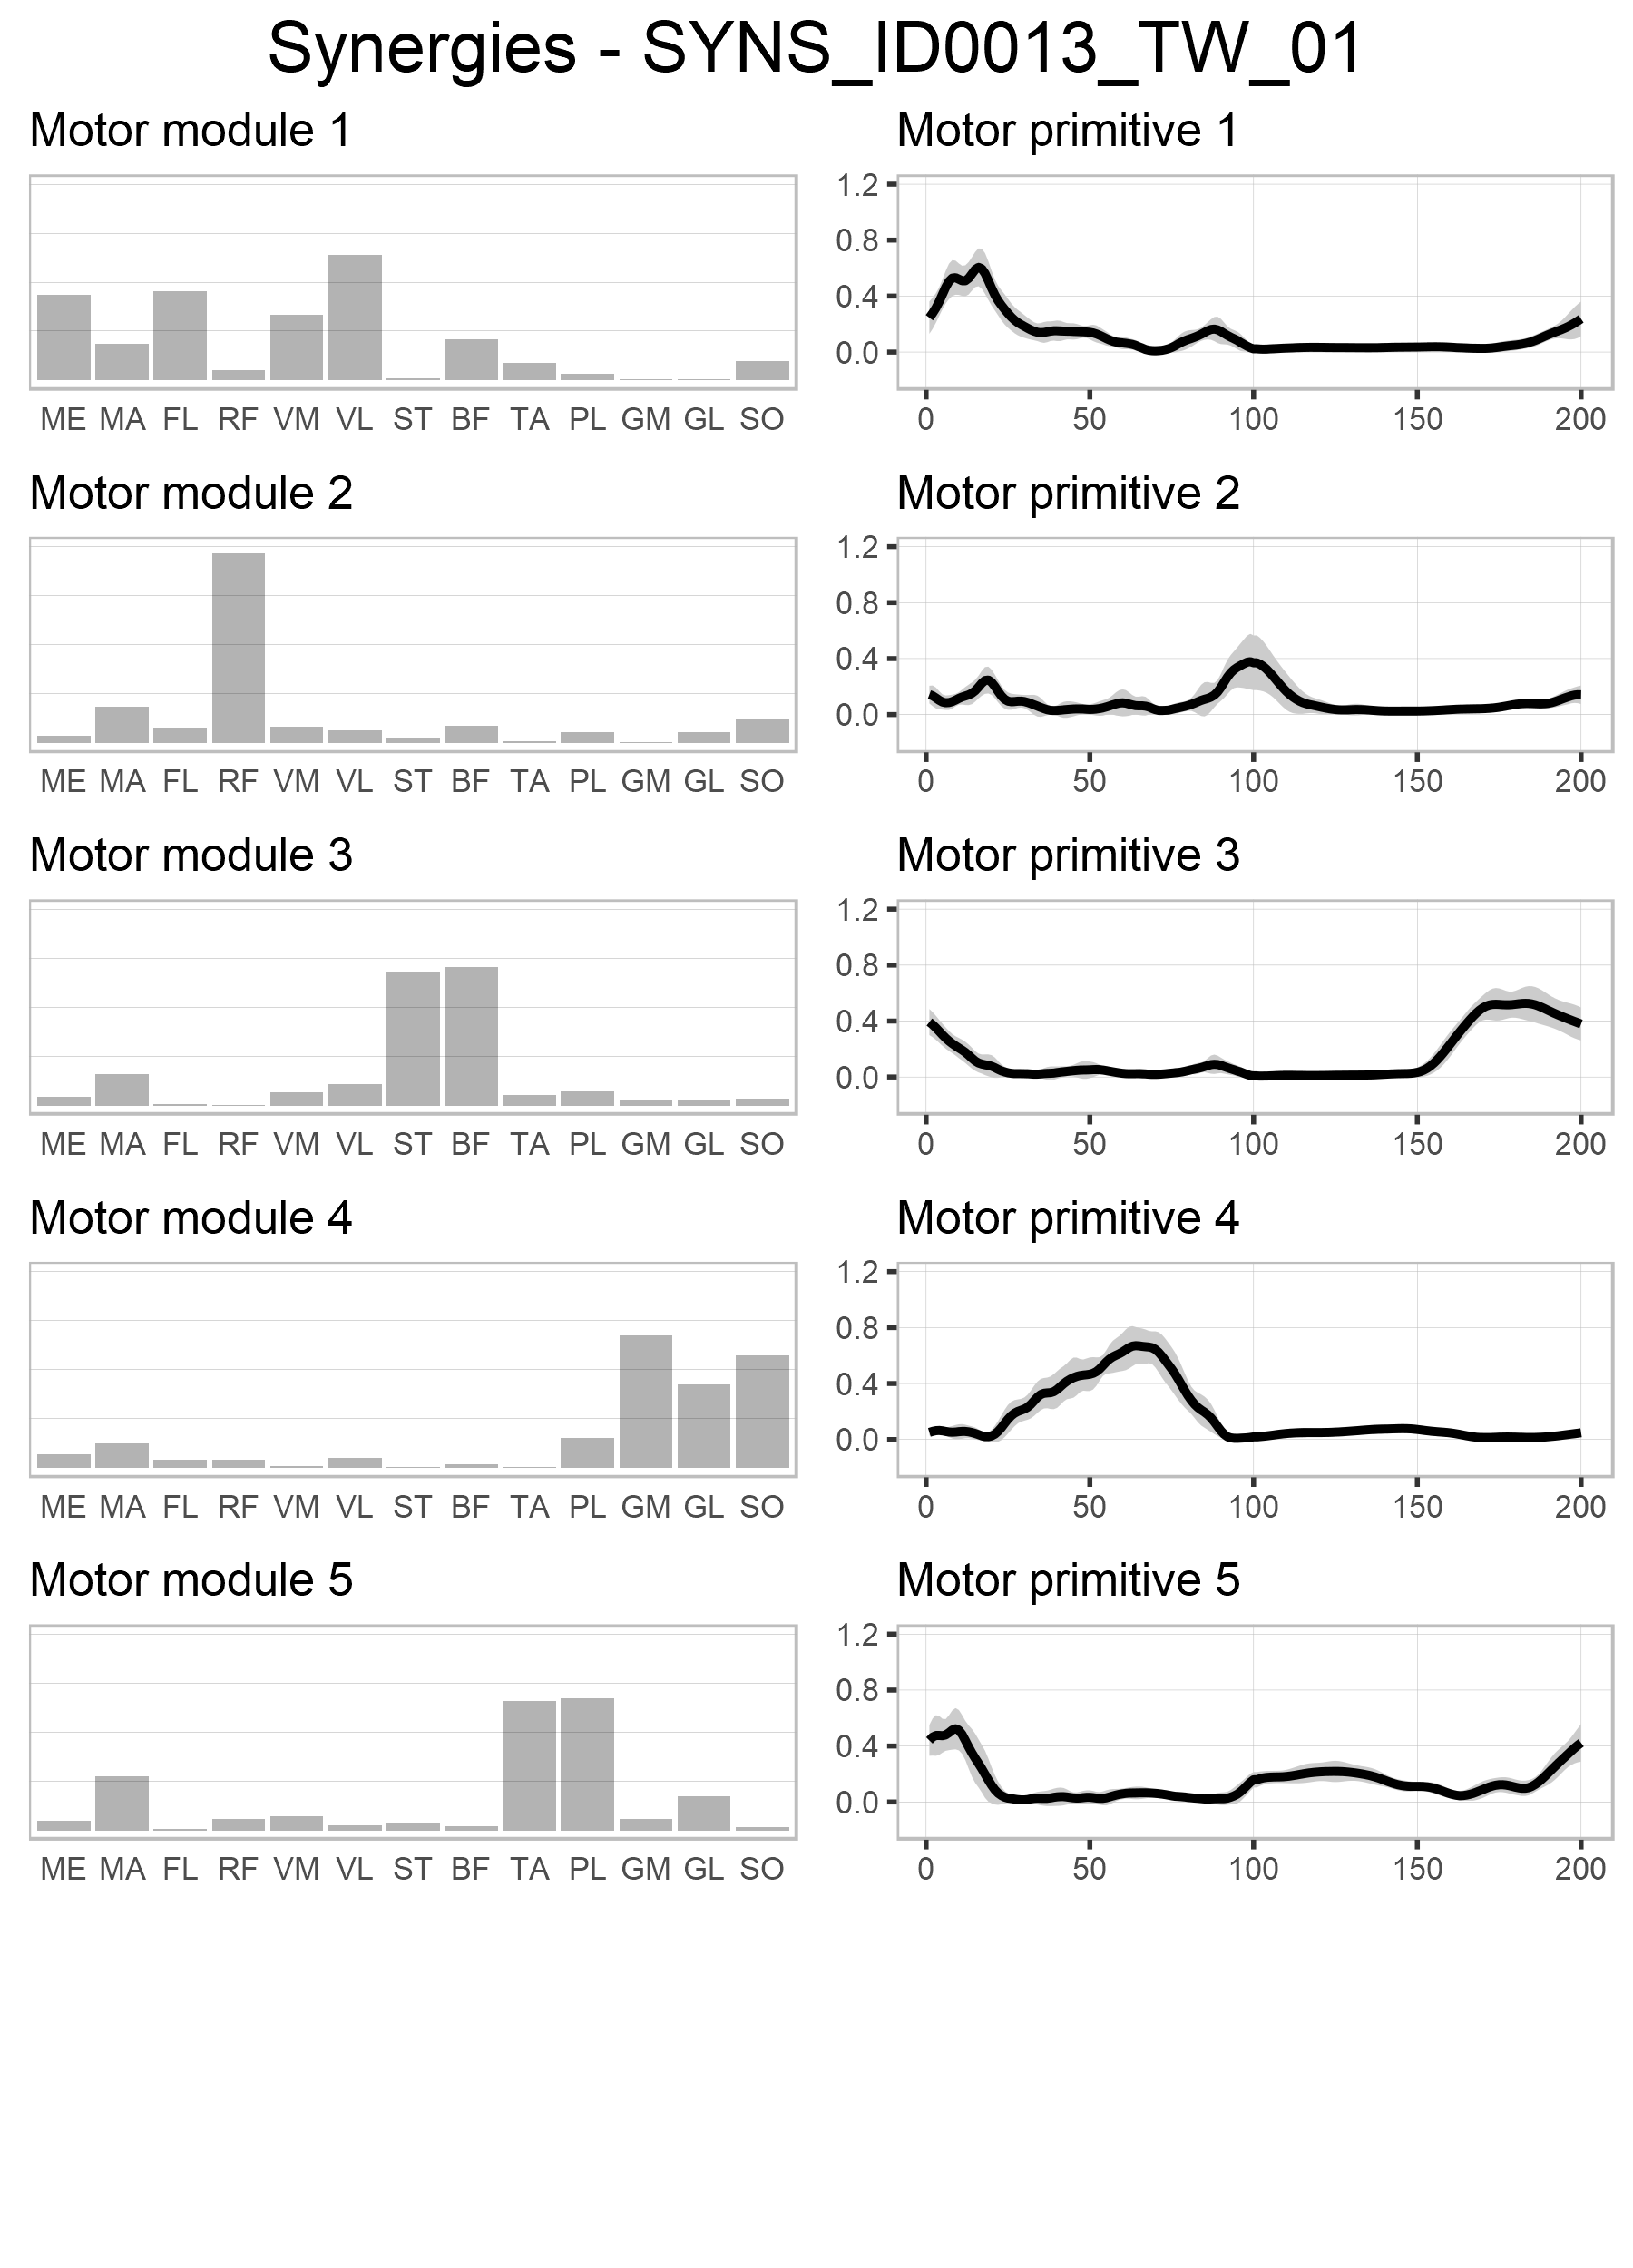 Synergies - SYNS_ID0013_TW_01
Motor module 1
Motor primitive 1
1.2
0.8
0.4
0.0
ME MA FL RF VM VL ST BF TA PL GM GL SO
0 50 100 150 200
Motor module 2
Motor primitive 2
1.2
0.8
0.4
0.0
ME MA FL RF VM VL ST BF TA PL GM GL SO
0 50 100 150 200
Motor module 3
Motor primitive 3
1.2
0.8
0.4
0.0
ME MA FL RF VM VL ST BF TA PL GM GL SO
0 50 100 150 200
Motor module 4
Motor primitive 4
1.2
0.8
0.4
0.0
ME MA FL RF VM VL ST BF TA PL GM GL SO
0 50 100 150 200
Motor module 5
Motor primitive 5
1.2
0.8
0.4
0.0
ME MA FL RF VM VL ST BF TA PL GM GL SO
0 50 100 150 200